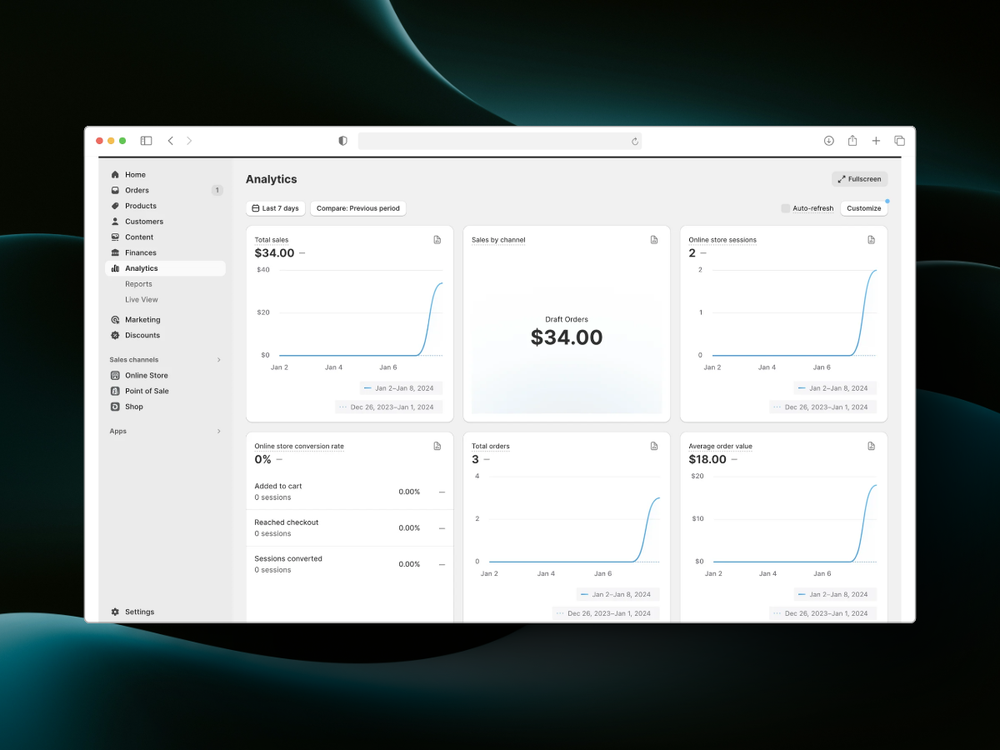 Home
Orders 1
Products
Customers
Content
Finances
Analytics
Reports
Live View
Marketing
Discounts
Sales channels
Online Store
Point of Sale
Shop
Apps
Settings
Analytics
Fullscreen
Last 7 days
Compare: Previous period
Auto-refresh
Customize
Total sales
$34.00 –
$40
$20
$0
Jan 2 Jan 4 Jan 6
Jan 2–Jan 8, 2024
Dec 26, 2023–Jan 1, 2024
Sales by channel
Draft Orders
$34.00
Online store sessions
2 –
2
1
0
Jan 2 Jan 4 Jan 6
Jan 2–Jan 8, 2024
Dec 26, 2023–Jan 1, 2024
Online store conversion rate
0% –
Added to cart
0 sessions
0.00% –
Reached checkout
0 sessions
0.00% –
Sessions converted
0 sessions
0.00% –
Total orders
3 –
4
2
0
Jan 2 Jan 4 Jan 6
Jan 2–Jan 8, 2024
Dec 26, 2023–Jan 1, 2024
Average order value
$18.00 –
$20
$10
$0
Jan 2 Jan 4 Jan 6
Jan 2–Jan 8, 2024
Dec 26, 2023–Jan 1, 2024